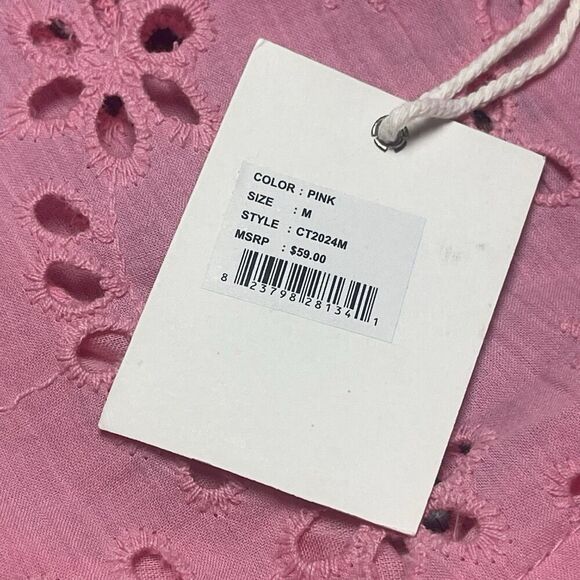 COLOR : PINK
SIZE : M
STYLE : CT2024M
MSRP : $59.00
8 23798 28134 1